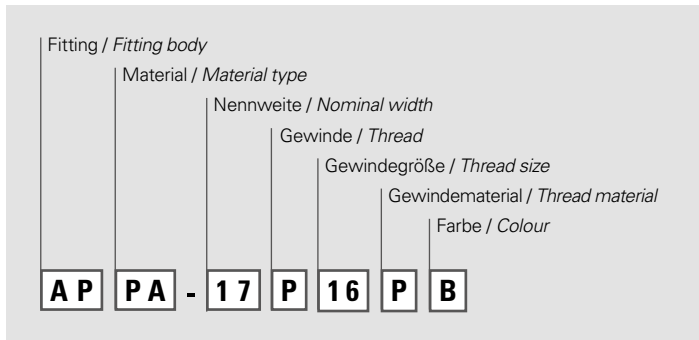 Fitting / Fitting body
Material / Material type
Nennweite / Nominal width
Gewinde / Thread
Gewindegröße / Thread size
Gewindematerial / Thread material
Farbe / Colour
AP PA - 17 P 16 P B